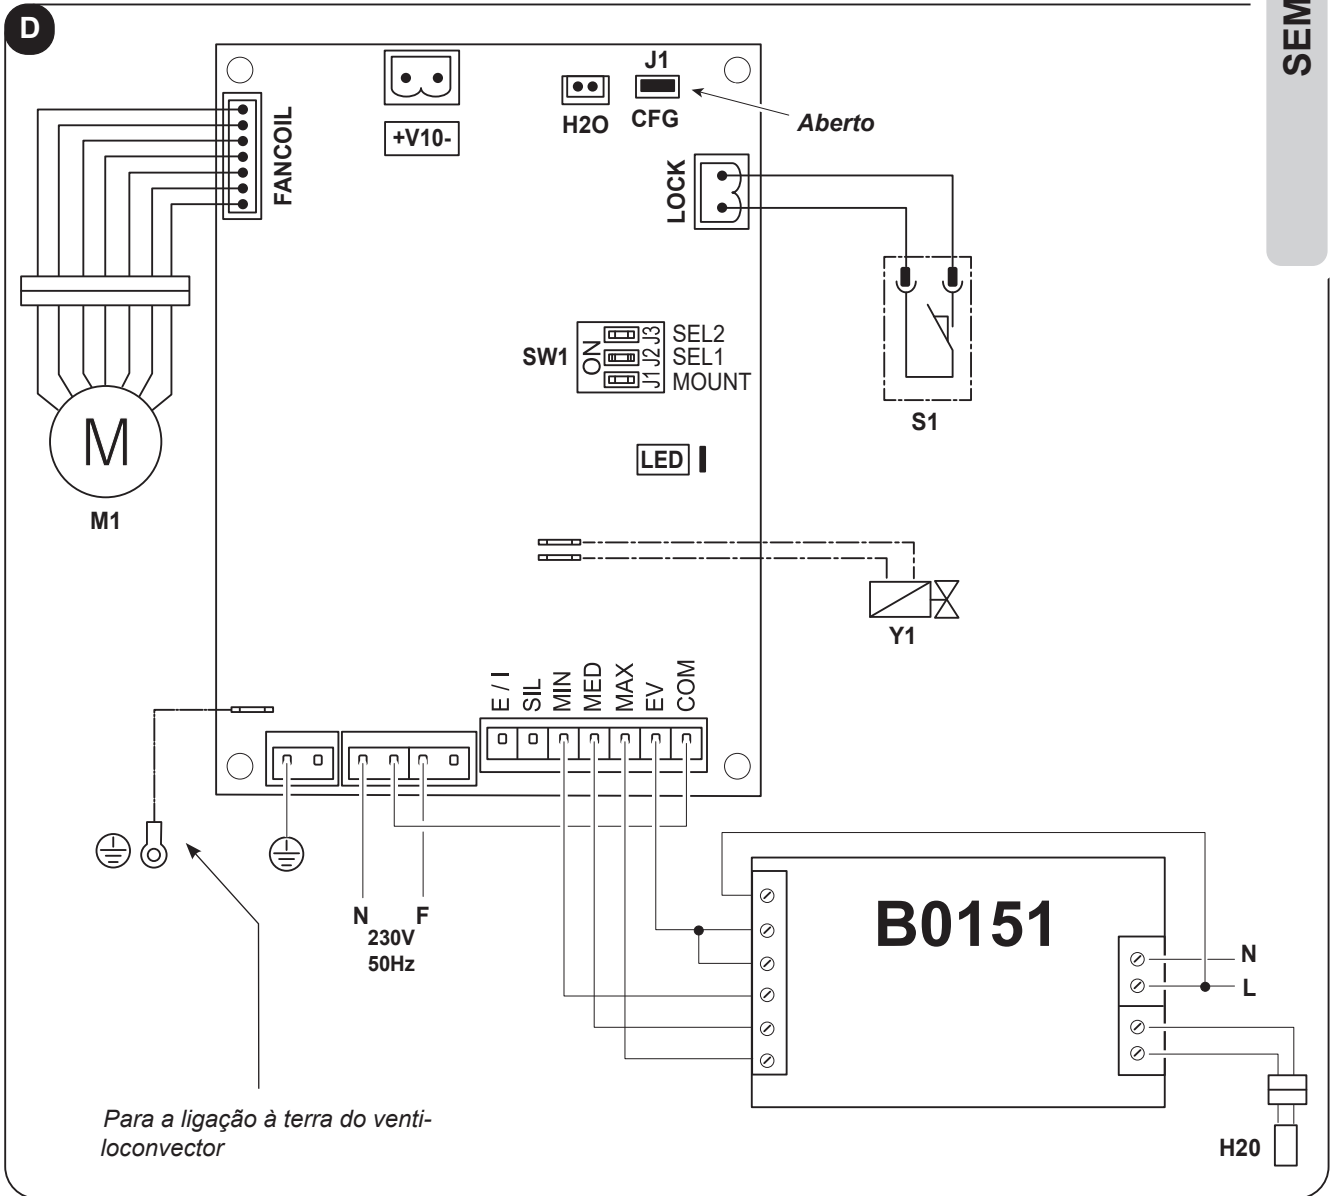 D
SEM
J1
H2O
CFG
Aberto
+V10-
FANCOIL
LOCK
SW1
ON
J3
J2
J1
SEL2
SEL1
MOUNT
S1
M
M1
LED
Y1
E / I
SIL
MIN
MED
MAX
EV
COM
N
F
230V
50Hz
B0151
N
L
H20
Para a ligação à terra do venti-
loconvector